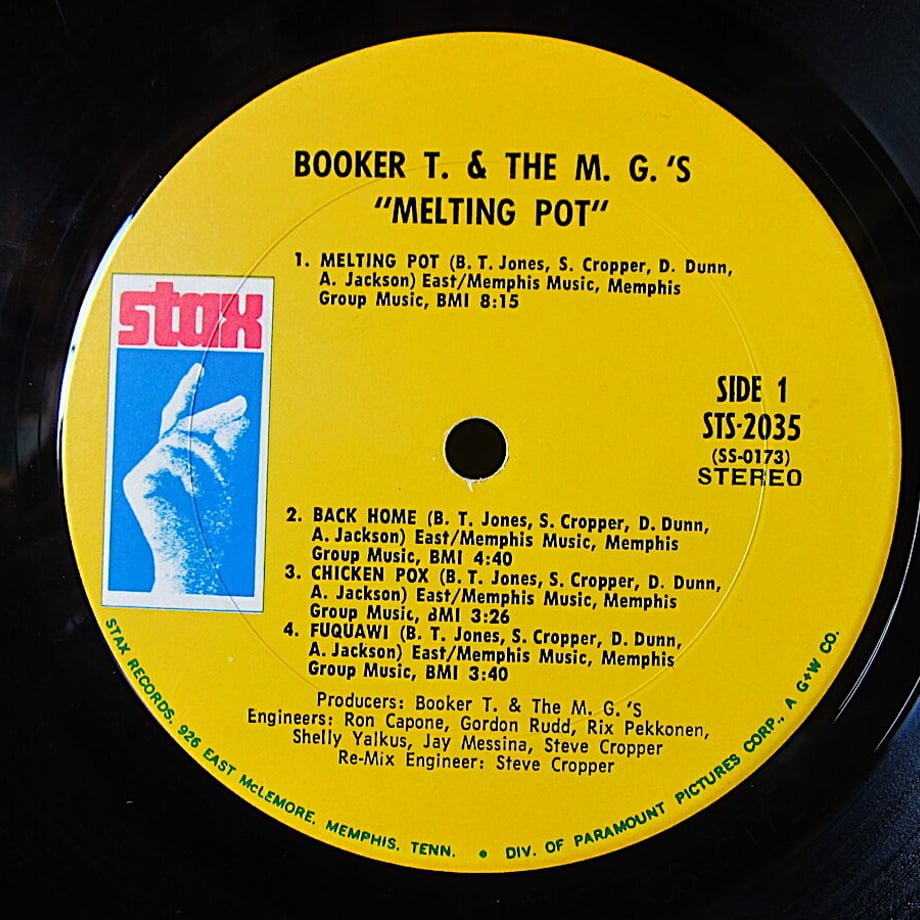 BOOKER T. & THE M. G. 'S
"MELTING POT"
1. MELTING POT (B. T. Jones, S. Cropper, D. Dunn,
A. Jackson) East/Memphis Music, Memphis
Group Music, BMI 8:15
stax
SIDE 1
STS-2035
(SS-0173)
STEREO
2. BACK HOME (B. T. Jones, S. Cropper, D. Dunn,
A. Jackson) East/Memphis Music, Memphis
Group Music, BMI 4:40
3. CHICKEN POX (B. T. Jones, S. Cropper, D. Dunn,
A. Jackson) East/Memphis Music, Memphis
Group Music, BMI 3:26
4. FUQUAWI (B. T. Jones, S. Cropper, D. Dunn,
A. Jackson) East/Memphis Music, Memphis
Group Music, BMI 3:40
Producers: Booker T. & The M. G. 'S
Engineers: Ron Capone, Gordon Rudd, Rix Pekkonen,
Shelly Yalkus, Jay Messina, Steve Cropper
Re-Mix Engineer: Steve Cropper
STAX RECORDS, 926 EAST McLEMORE, MEMPHIS, TENN. • DIV. OF PARAMOUNT PICTURES CORP., A G+W CO.